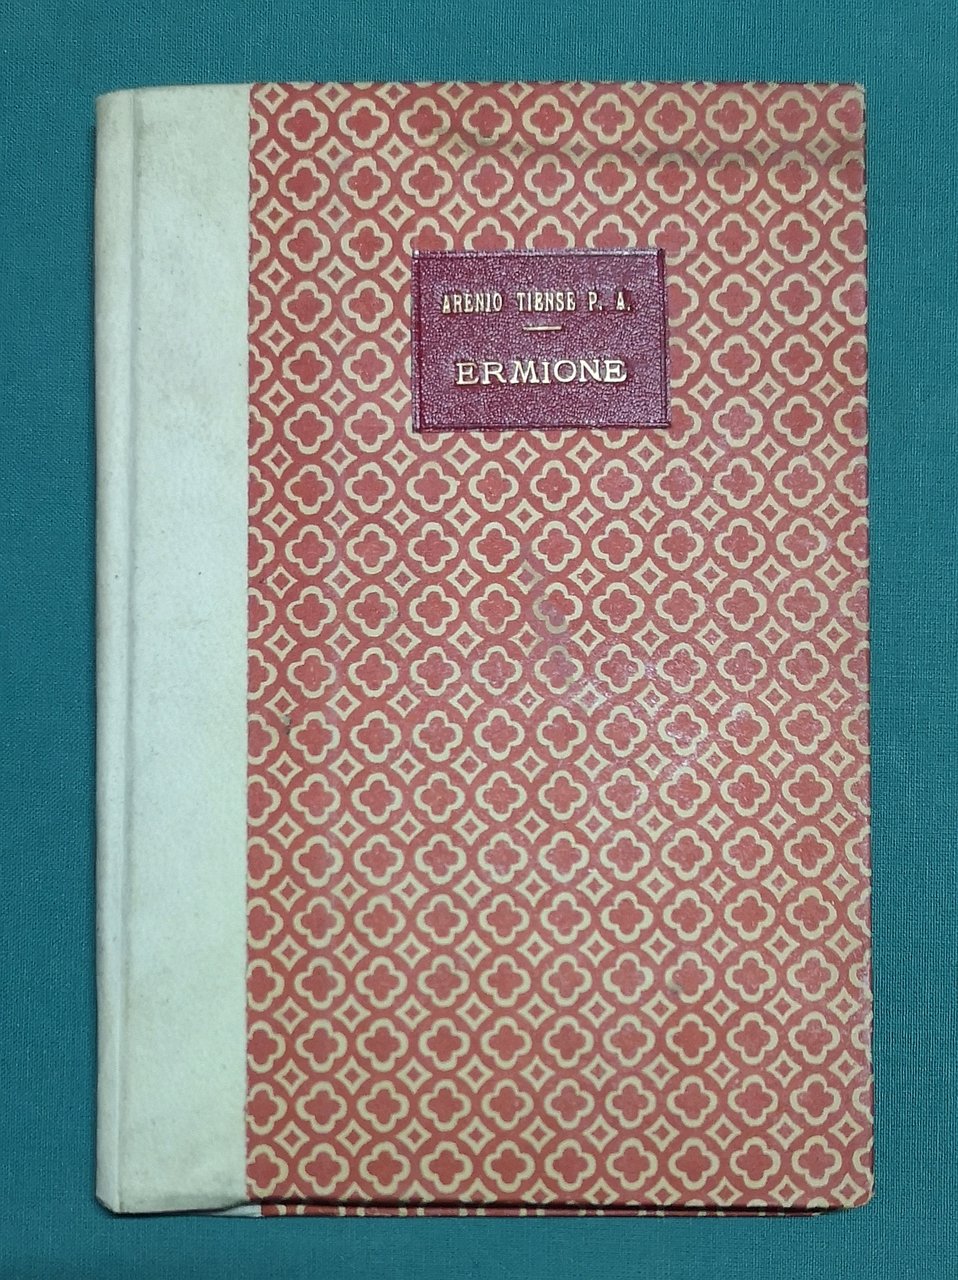 ARENIO TIENSE P. A.
ERMIONE